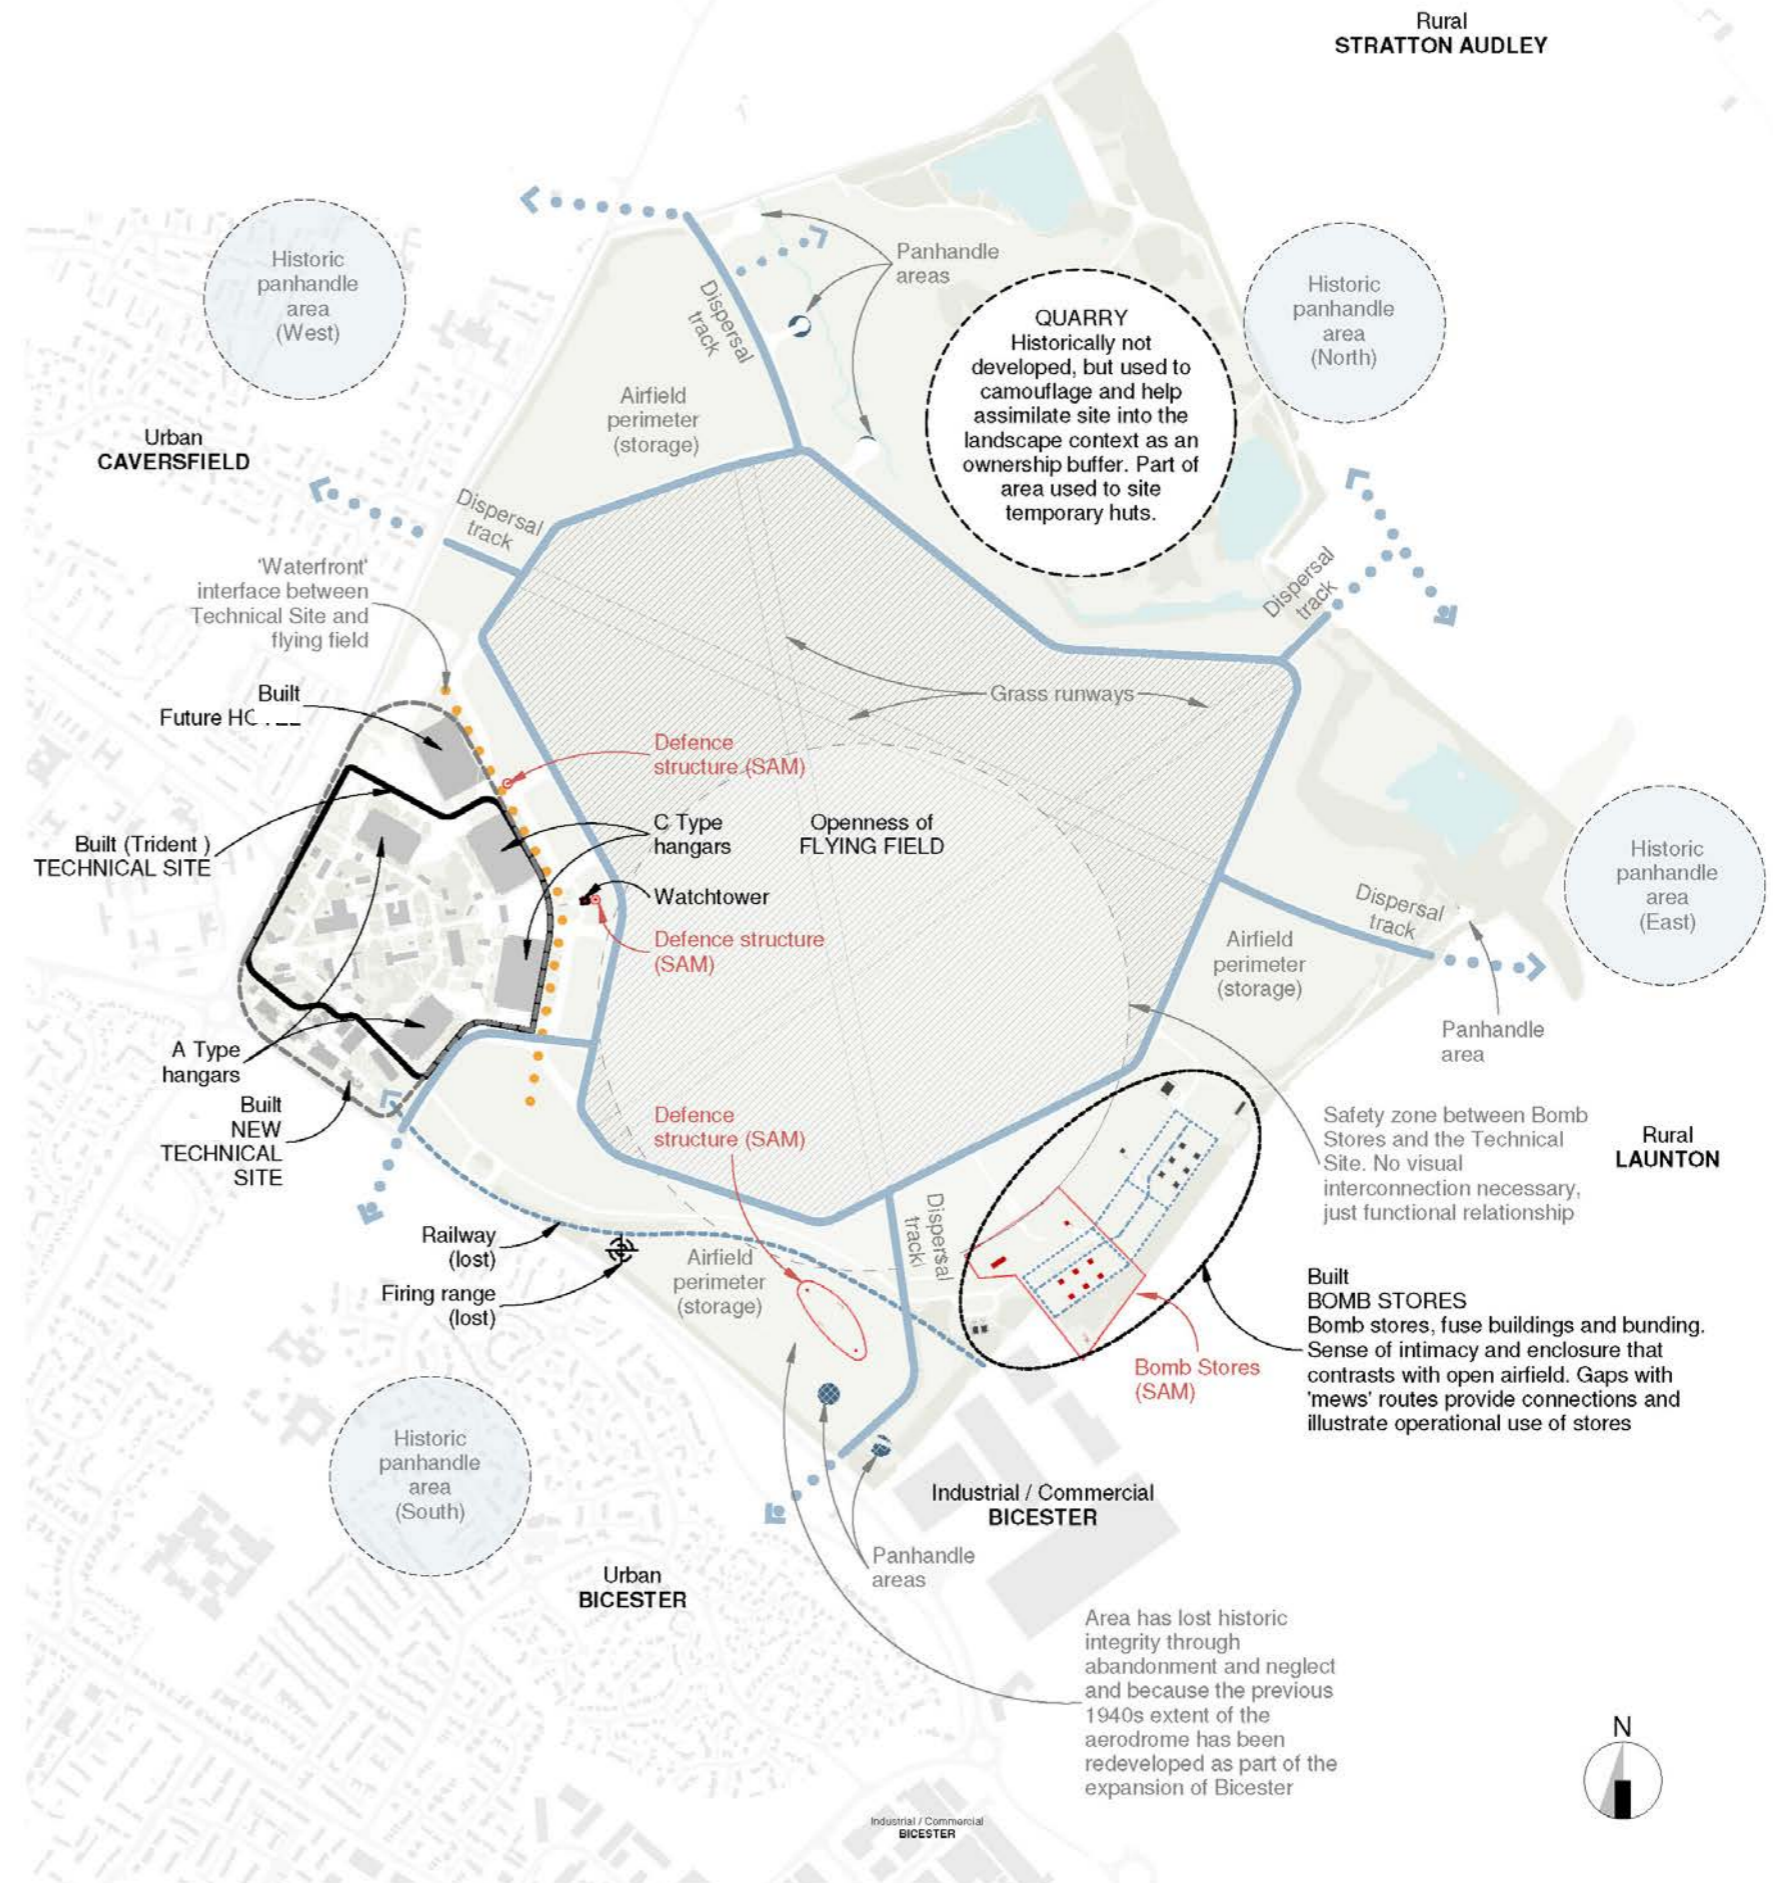 Rural
STRATTON AUDLEY
Historic
panhandle
area
(West)
Panhandle
areas
Dispersal
track
QUARRY
Historically not
developed, but used to
camouflage and help
assimilate site into the
landscape context as an
ownership buffer. Part of
area used to site
temporary huts.
Historic
panhandle
area
(North)
Airfield
perimeter
(storage)
Urban
CAVERSFIELD
Dispersal
track
'Waterfront'
interface between
Technical Site and
flying field
Dispersal
track
Built
Future
Grass runways
Defence
structure (SAM)
C Type
hangars
Openness of
FLYING FIELD
Built (Trident )
TECHNICAL SITE
Watchtower
Defence structure
(SAM)
Historic
panhandle
area
(East)
Dispersal
track
Airfield
perimeter
(storage)
Panhandle
area
A Type
hangars
Built
NEW
TECHNICAL
SITE
Defence
structure (SAM)
Safety zone between Bomb
Stores and the Technical
Site. No visual
interconnection necessary,
just functional relationship
Rural
LAUNTON
Railway
(lost)
Firing range
(lost)
Airfield
perimeter
(storage)
Dispersal
track
Built
BOMB STORES
Bomb stores, fuse buildings and bunding.
Sense of intimacy and enclosure that
contrasts with open airfield. Gaps with
'mews' routes provide connections and
illustrate operational use of stores
Bomb Stores
(SAM)
Historic
panhandle
area
(South)
Industrial / Commercial
BICESTER
Panhandle
areas
Urban
BICESTER
Area has lost historic
integrity through
abandonment and neglect
and because the previous
1940s extent of the
aerodrome has been
redeveloped as part of the
expansion of Bicester
N
Industrial / Commercial
BICESTER